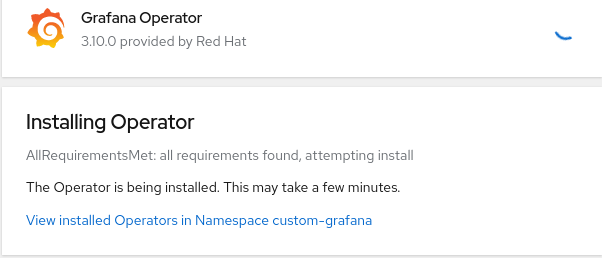 Grafana Operator
3.10.0 provided by Red Hat
Installing Operator
AllRequirementsMet: all requirements found, attempting install
The Operator is being installed. This may take a few minutes.
View installed Operators in Namespace custom-grafana